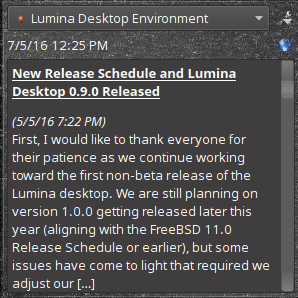 Lumina Desktop Environment
7/5/16 12:25 PM
New Release Schedule and Lumina
Desktop 0.9.0 Released
(5/5/16 7:22 PM)
First, I would like to thank everyone for
their patience as we continue working
toward the first non-beta release of the
Lumina desktop. We are still planning on
version 1.0.0 getting released later this
year (aligning with the FreeBSD 11.0
Release Schedule or earlier), but some
issues have come to light that required we
adjust our [...]